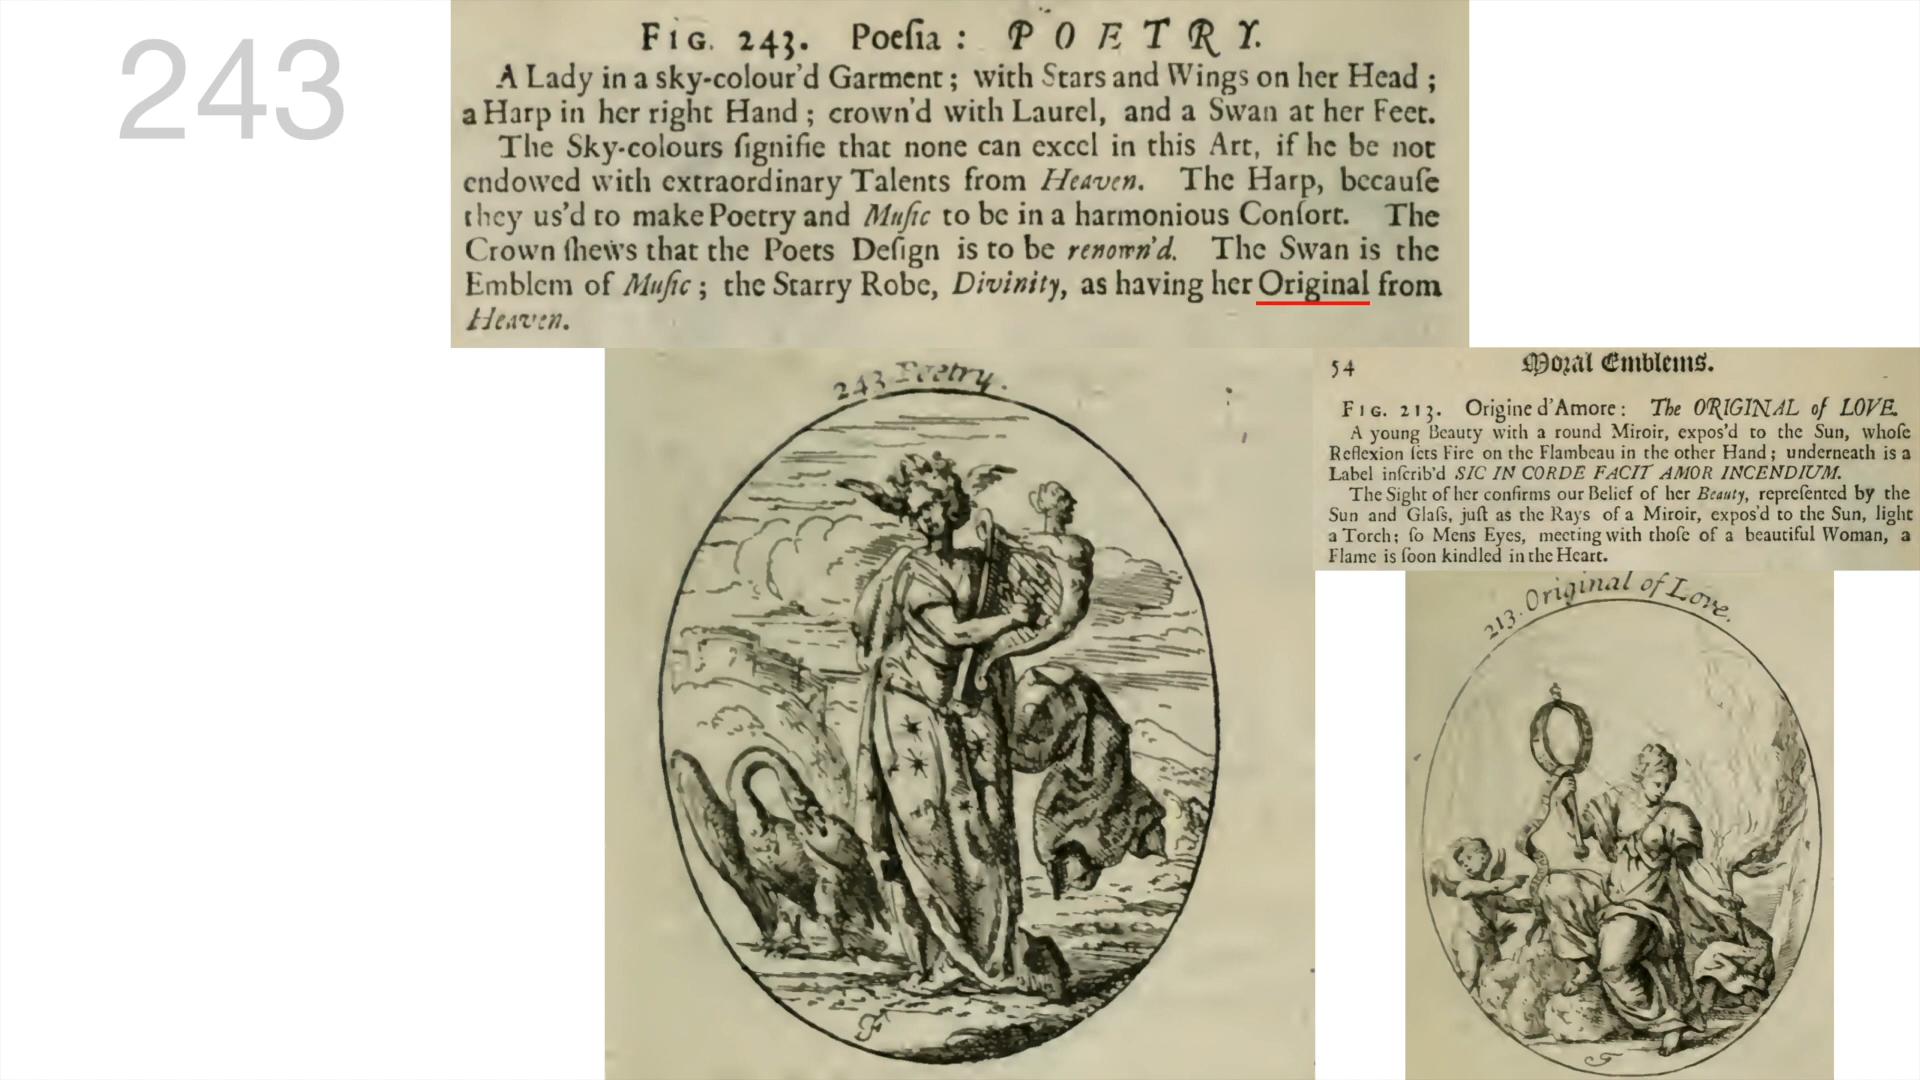 243
FIG. 243. Poeſia: POETRY.
A Lady in a sky-colour'd Garment; with Stars and Wings on her Head;
a Harp in her right Hand; crown'd with Laurel, and a Swan at her Feet.
The Sky-colours ſignifie that none can excel in this Art, if he be not
endowed with extraordinary Talents from Heaven. The Harp, becauſe
they us'd to make Poetry and Muſic to be in a harmonious Conſort. The
Crown ſhews that the Poets Deſign is to be renown'd. The Swan is the
Emblem of Muſic; the Starry Robe, Divinity, as having her Original from
Heaven.
243 Poetry.
F
54 Moral Emblems.
FIG. 213. Origine d'Amore: The ORIGINAL of LOVE.
A young Beauty with a round Miroir, expos'd to the Sun, whoſe
Reflexion ſets Fire on the Flambeau in the other Hand; underneath is a
Label inſcrib'd SIC IN CORDE FACIT AMOR INCENDIUM.
The Sight of her confirms our Belief of her Beauty, repreſented by the
Sun and Glaſs, juſt as the Rays of a Miroir, expos'd to the Sun, light
a Torch; ſo Mens Eyes, meeting with thoſe of a beautiful Woman, a
Flame is ſoon kindled in the Heart.
213. Original of Love.
F